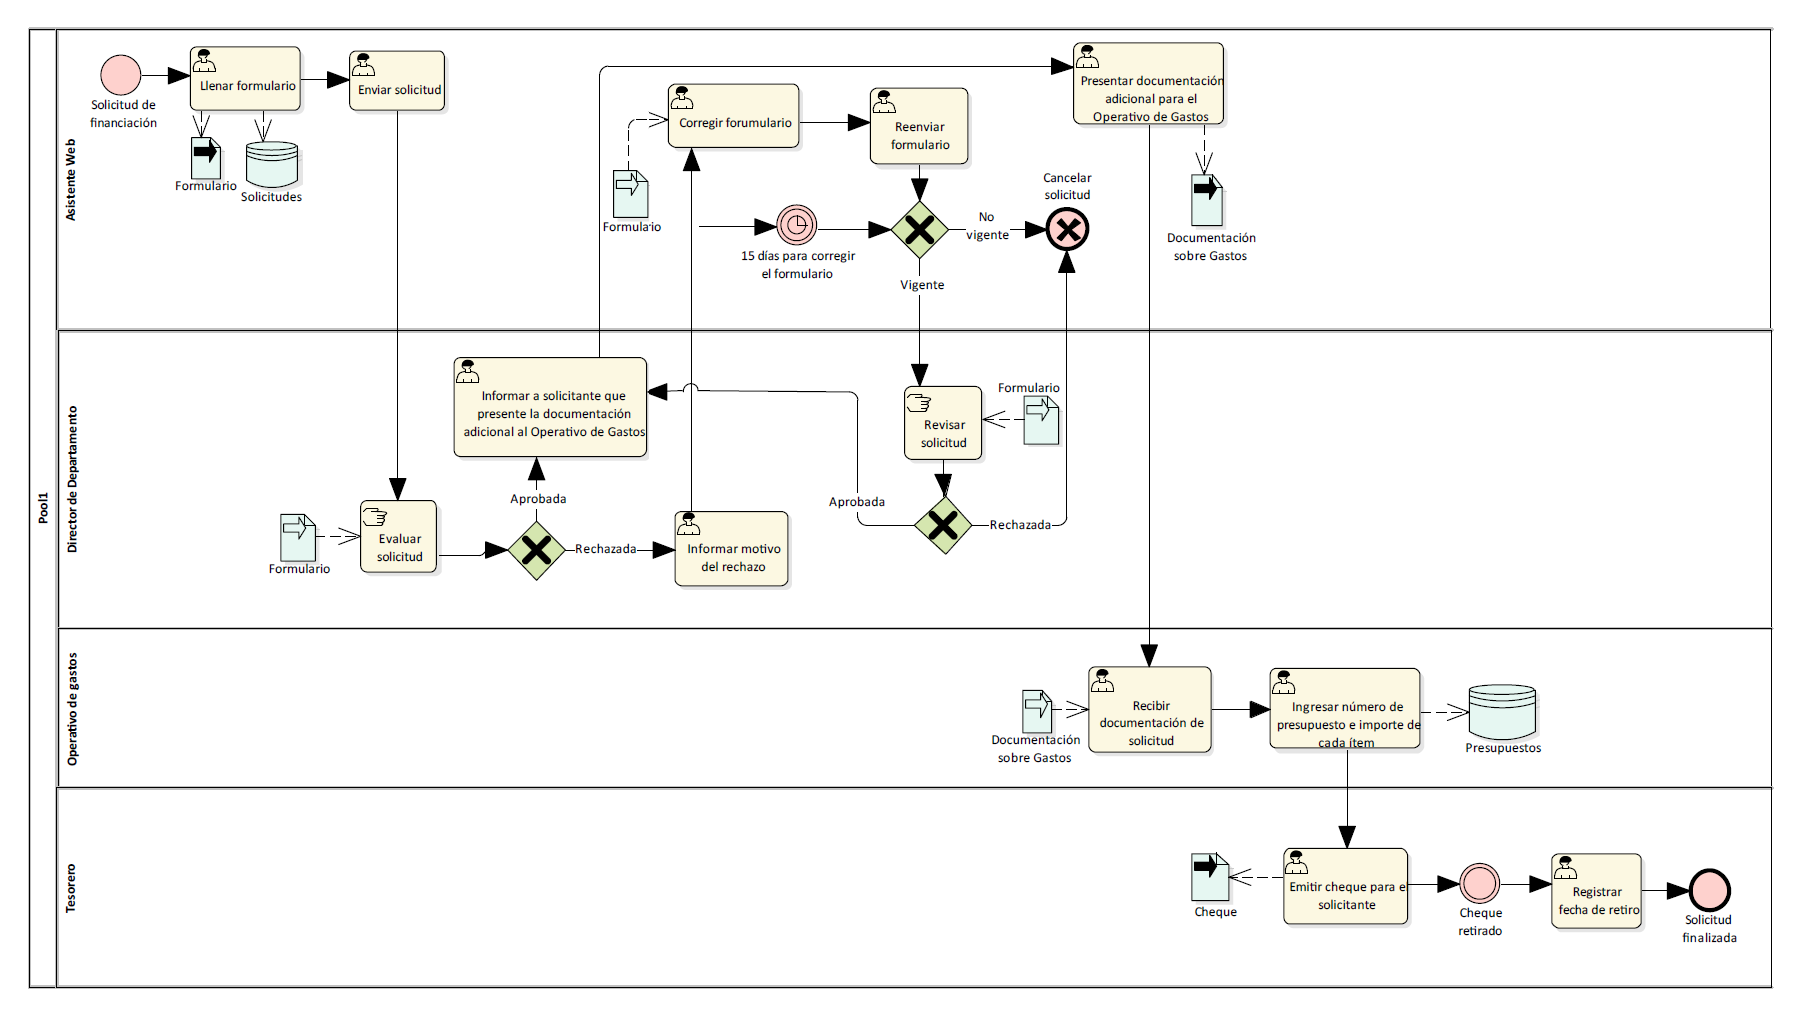 Pool1
Asistente Web
Solicitud de
financiación
Llenar formulario
Enviar solicitud
Formulario
Solicitudes
Corregir forumulario
Reenviar
formulario
Formulario
15 días para corregir
el formulario
No
vigente
Vigente
Cancelar
solicitud
Presentar documentación
adicional para el
Operativo de Gastos
Documentación
sobre Gastos
Director de Departamento
Informar a solicitante que
presente la documentación
adicional al Operativo de Gastos
Formulario
Evaluar
solicitud
Aprobada
Rechazada
Informar motivo
del rechazo
Revisar
solicitud
Formulario
Aprobada
Rechazada
Operativo de gastos
Documentación
sobre Gastos
Recibir
documentación de
solicitud
Ingresar número de
presupuesto e importe de
cada ítem
Presupuestos
Tesorero
Cheque
Emitir cheque para e
solicitante
Cheque
retirado
Registrar
fecha de retiro
Solicitud
finalizada